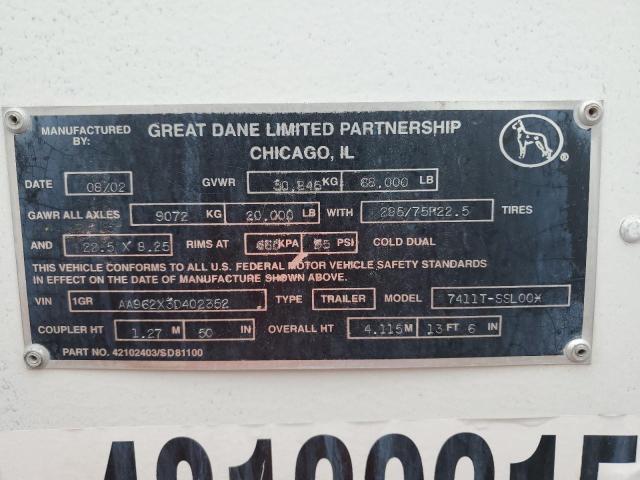 MANUFACTURED BY: GREAT DANE LIMITED PARTNERSHIP
CHICAGO, IL
®
DATE 08/02 GVWR KG 68,000 LB
GAWR ALL AXLES 9072 KG 20,000 LB WITH 295/75R22.5 TIRES
AND 22.5 X 8.25 RIMS AT KPA PSI COLD DUAL
THIS VEHICLE CONFORMS TO ALL U.S. FEDERAL MOTOR VEHICLE SAFETY STANDARDS
IN EFFECT ON THE DATE OF MANUFACTURE SHOWN ABOVE.
VIN 1GR AA962X3D402352 TYPE TRAILER MODEL 7411T-SSL00*
COUPLER HT 1.27 M 50 IN OVERALL HT 4.115 M 13 FT 6 IN
PART NO. 42102403/SD81100